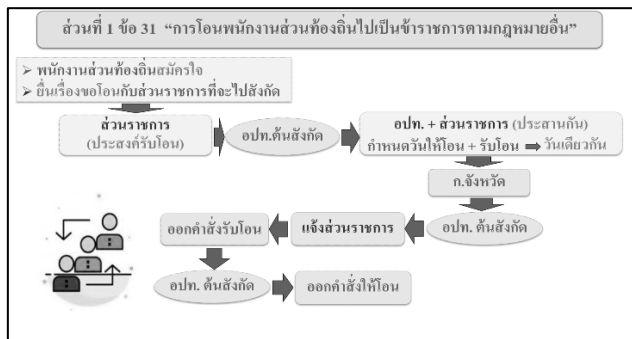 ส่วนที่ 1 ข้อ 31 “การโอนพนักงานส่วนท้องถิ่นไปเป็นข้าราชการตามกฎหมายอื่น”
พนักงานส่วนท้องถิ่นสมัครใจ
ยื่นเรื่องขอโอนกับส่วนราชการที่จะไปสังกัด
ส่วนราชการ
(ประสงค์รับโอน)
อปท.ต้นสังกัด
อปท. + ส่วนราชการ (ประสานกัน)
กำหนดวันให้โอน + รับโอน ➡ วันเดียวกัน
ก.จังหวัด
อปท. ต้นสังกัด
แจ้งส่วนราชการ
ออกคำสั่งรับโอน
อปท. ต้นสังกัด
ออกคำสั่งให้โอน